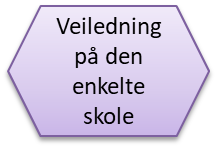 Veiledning
på den
enkelte
skole